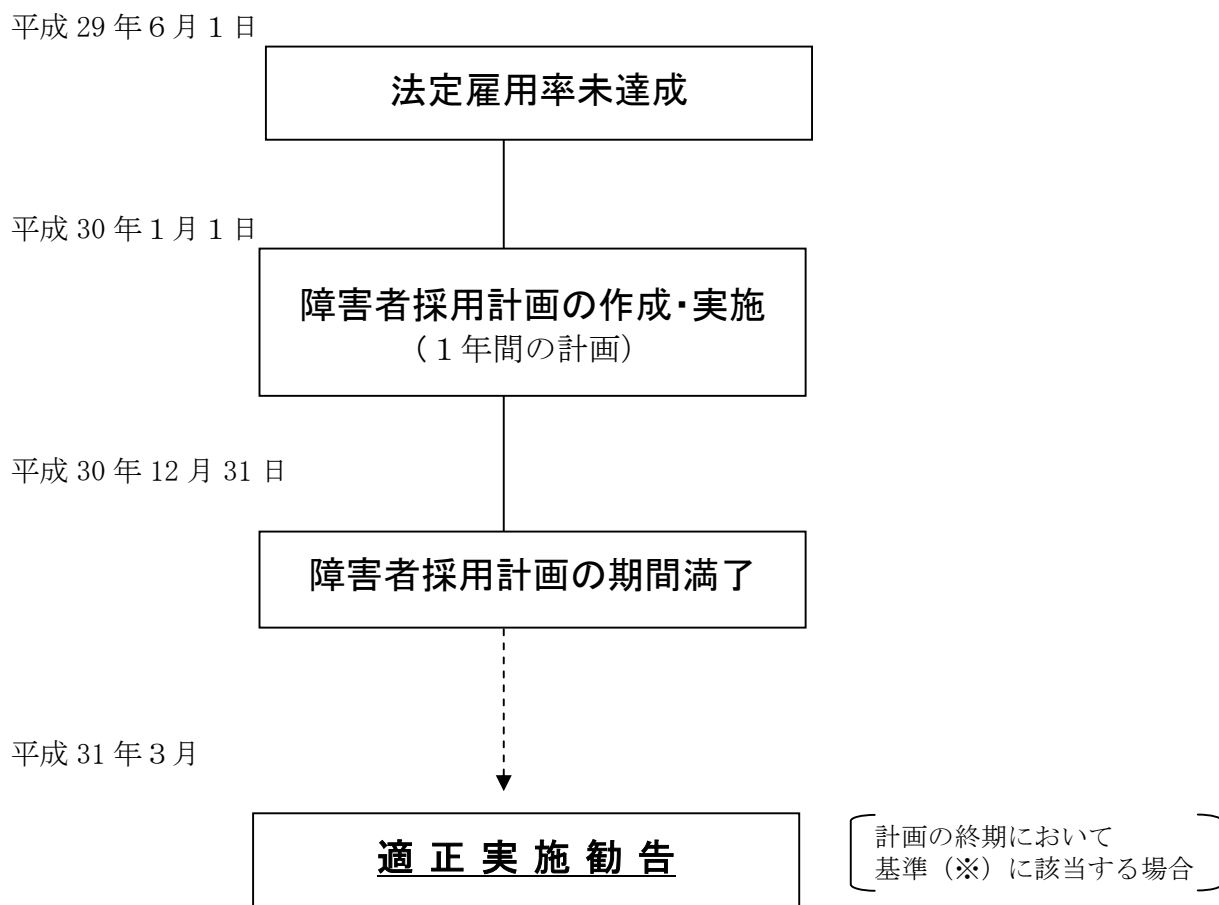 平成 29 年６月１日
法定雇用率未達成
平成 30 年１月１日
障害者採用計画の作成・実施
（１年間の計画）
平成 30 年 12 月 31 日
障害者採用計画の期間満了
平成 31 年３月
適 正 実 施 勧 告
計画の終期において
基準（※）に該当する場合